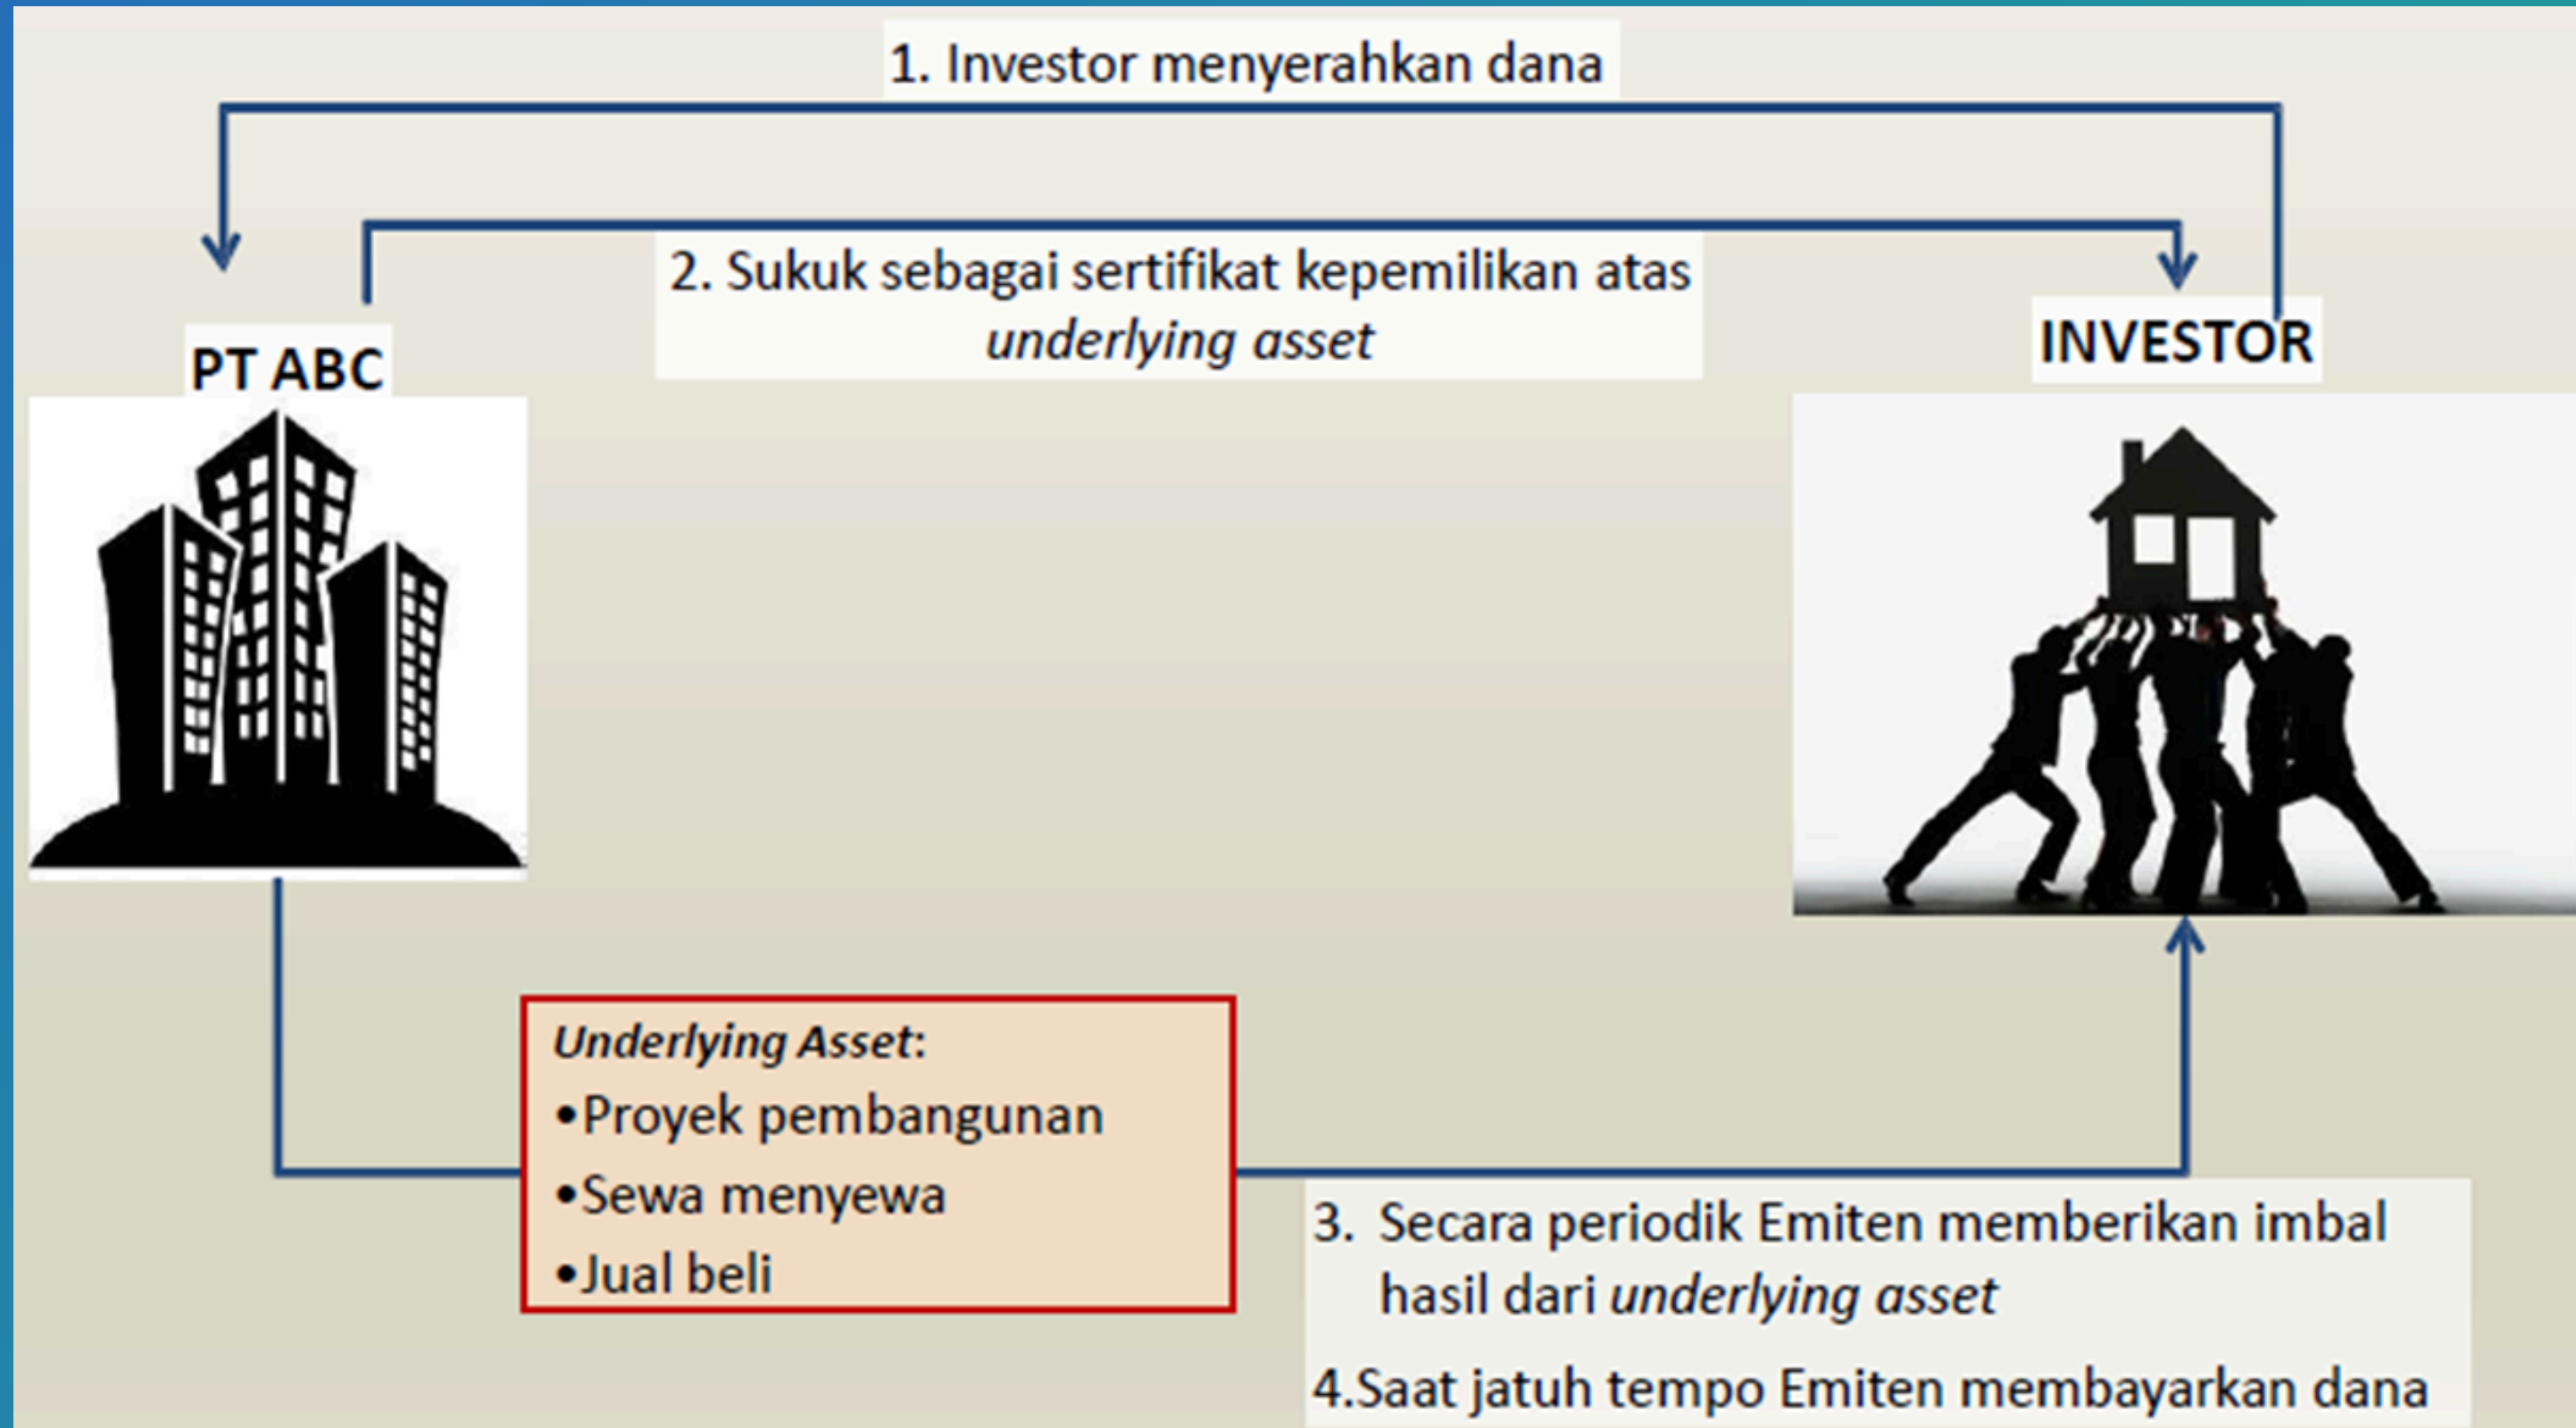 1. Investor menyerahkan dana
2. Sukuk sebagai sertifikat kepemilikan atas
underlying asset
PT ABC
INVESTOR
Underlying Asset:
•Proyek pembangunan
•Sewa menyewa
•Jual beli
3. Secara periodik Emiten memberikan imbal
hasil dari underlying asset
4.Saat jatuh tempo Emiten membayarkan dana